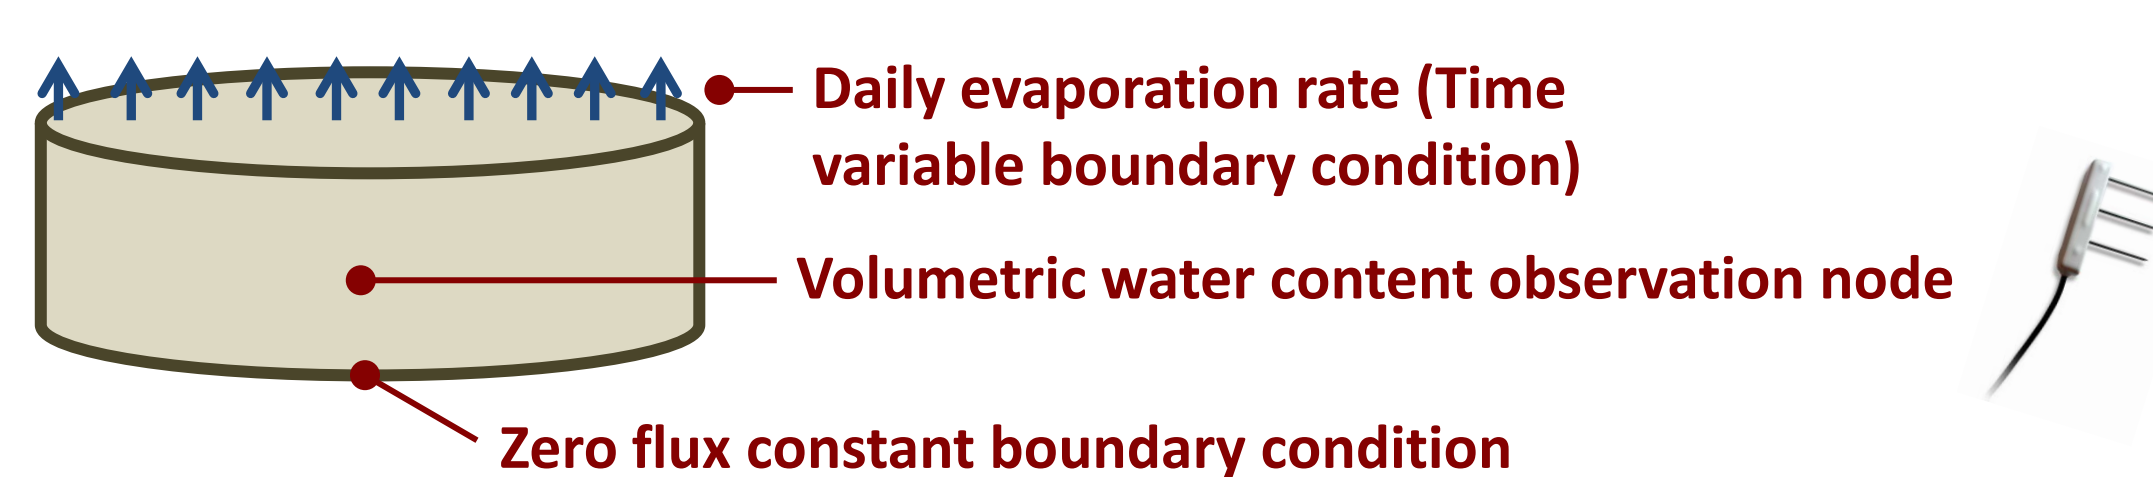 Daily evaporation rate (Time
variable boundary condition)
Volumetric water content observation node
Zero flux constant boundary condition